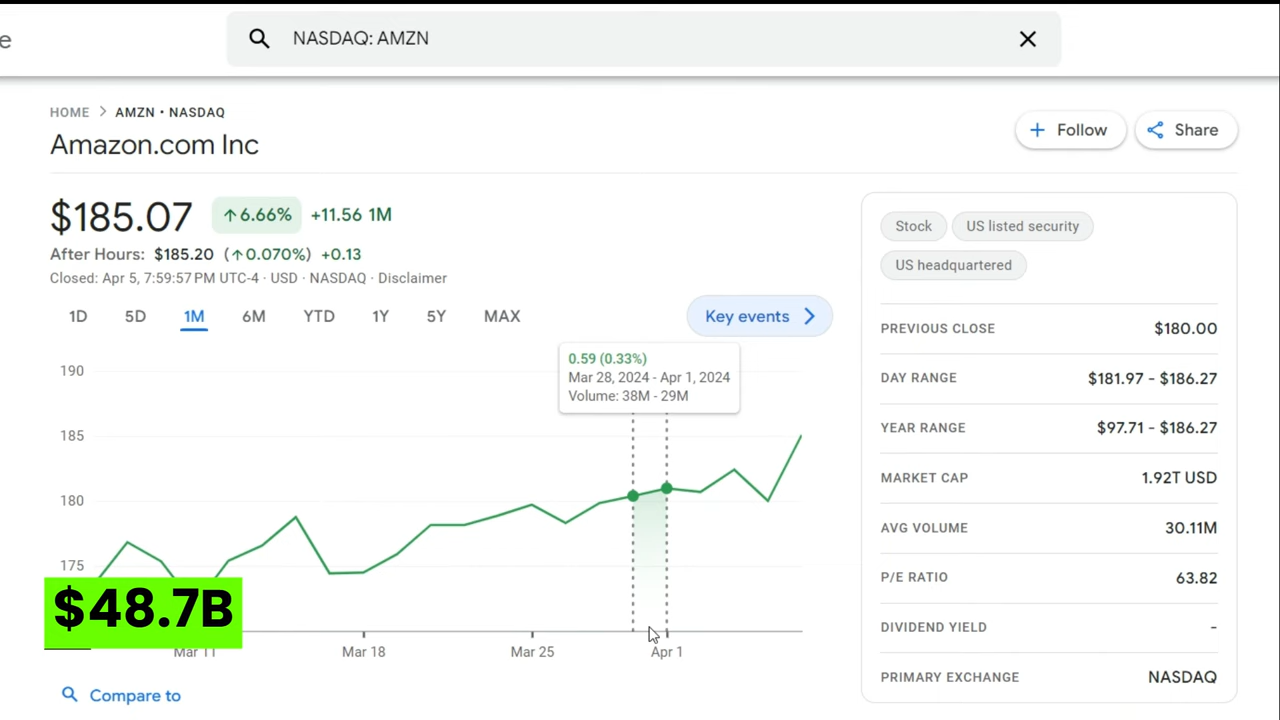 e
NASDAQ: AMZN
HOME > AMZN • NASDAQ
Amazon.com Inc
+ Follow
Share
$185.07 ↑6.66% +11.56 1M
After Hours: $185.20 (↑0.070%) +0.13
Closed: Apr 5, 7:59:57 PM UTC-4 · USD · NASDAQ · Disclaimer
1D 5D 1M 6M YTD 1Y 5Y MAX
Key events
0.59 (0.33%)
Mar 28, 2024 - Apr 1, 2024
Volume: 38M - 29M
190
185
180
175
$48.7B
Mar 11 Mar 18 Mar 25 Apr 1
Compare to
Stock US listed security
US headquartered
PREVIOUS CLOSE $180.00
DAY RANGE $181.97 - $186.27
YEAR RANGE $97.71 - $186.27
MARKET CAP 1.92T USD
AVG VOLUME 30.11M
P/E RATIO 63.82
DIVIDEND YIELD -
PRIMARY EXCHANGE NASDAQ